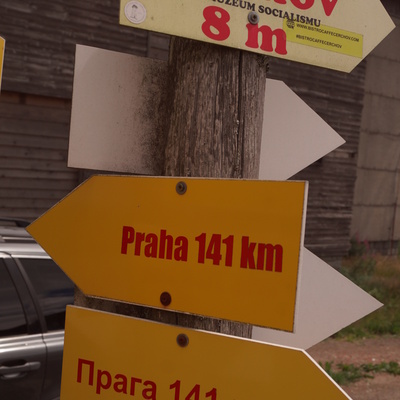 MUZEUM SOCIALISMU
8 m
Praha 141 km
Прага 141